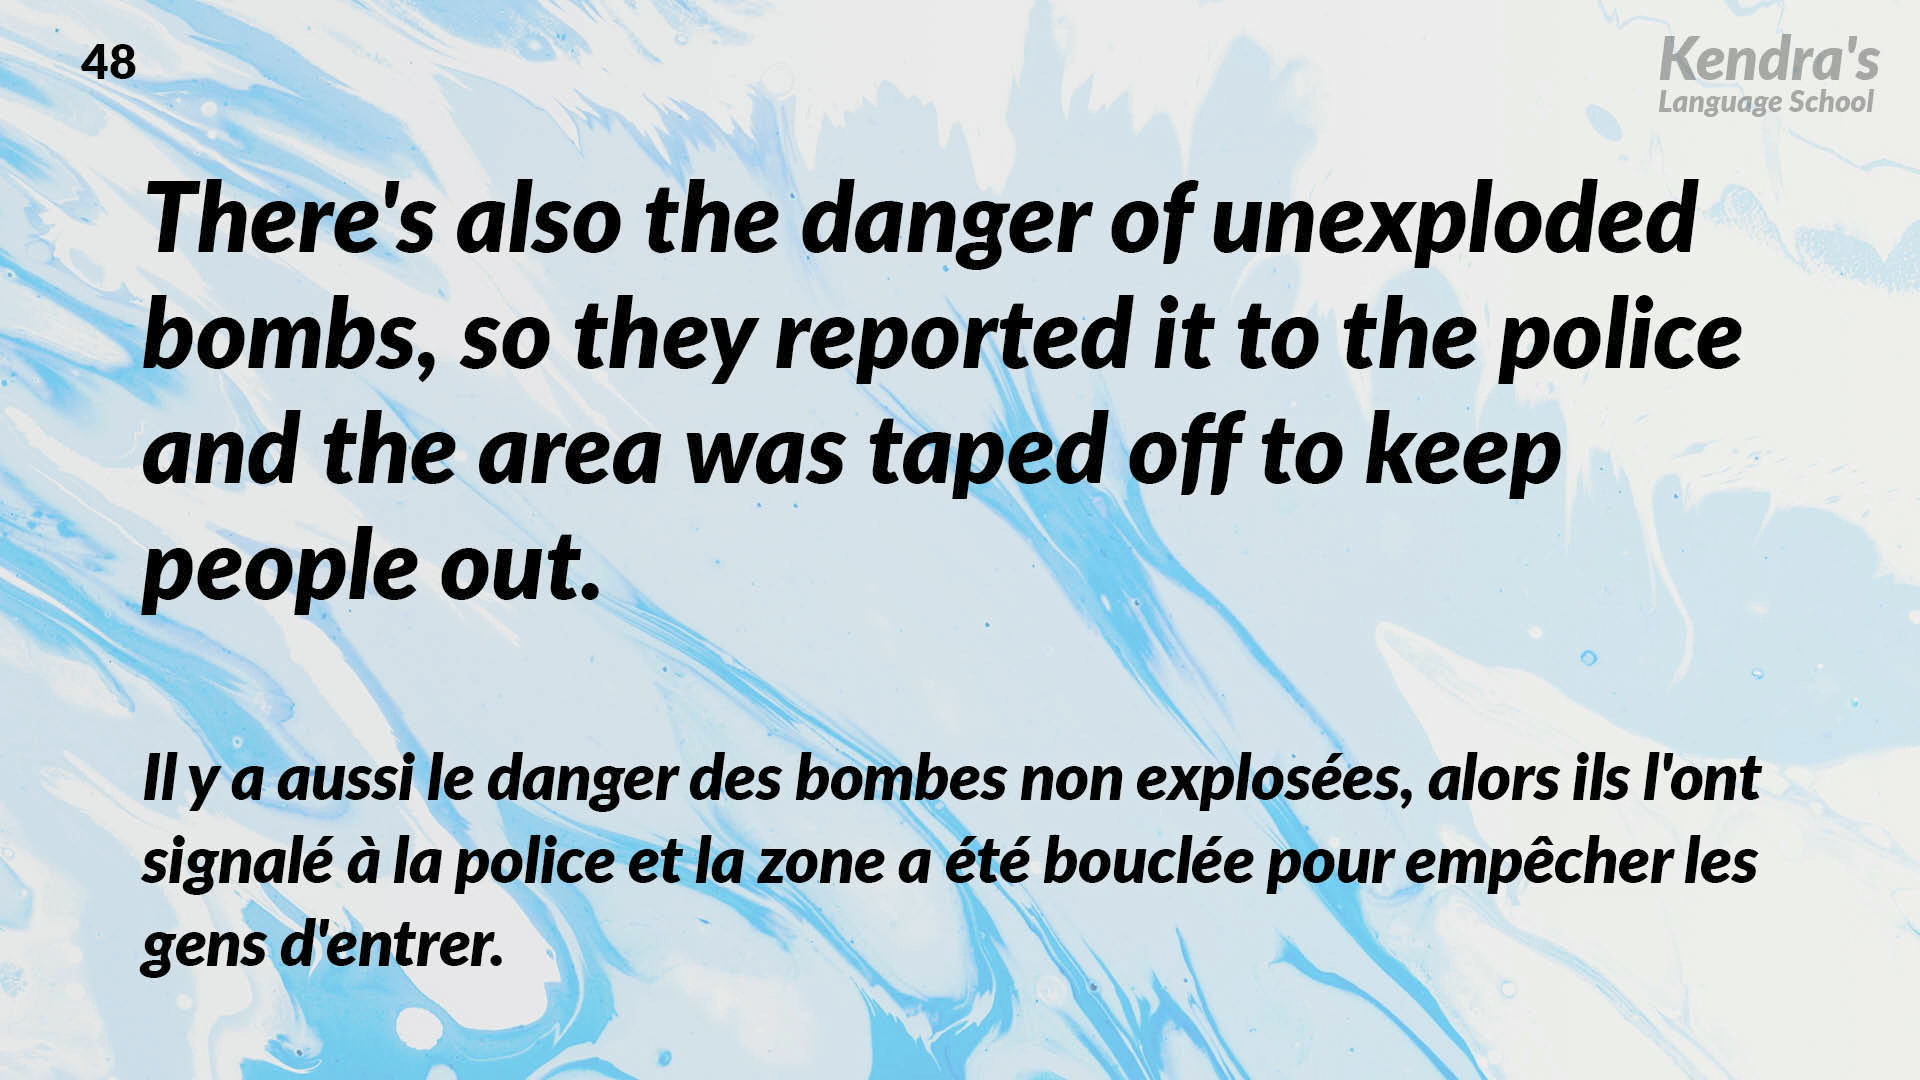 48
Kendra's
Language School
There's also the danger of unexploded
bombs, so they reported it to the police
and the area was taped off to keep
people out.
Il y a aussi le danger des bombes non explosées, alors ils l'ont
signalé à la police et la zone a été bouclée pour empêcher les
gens d'entrer.